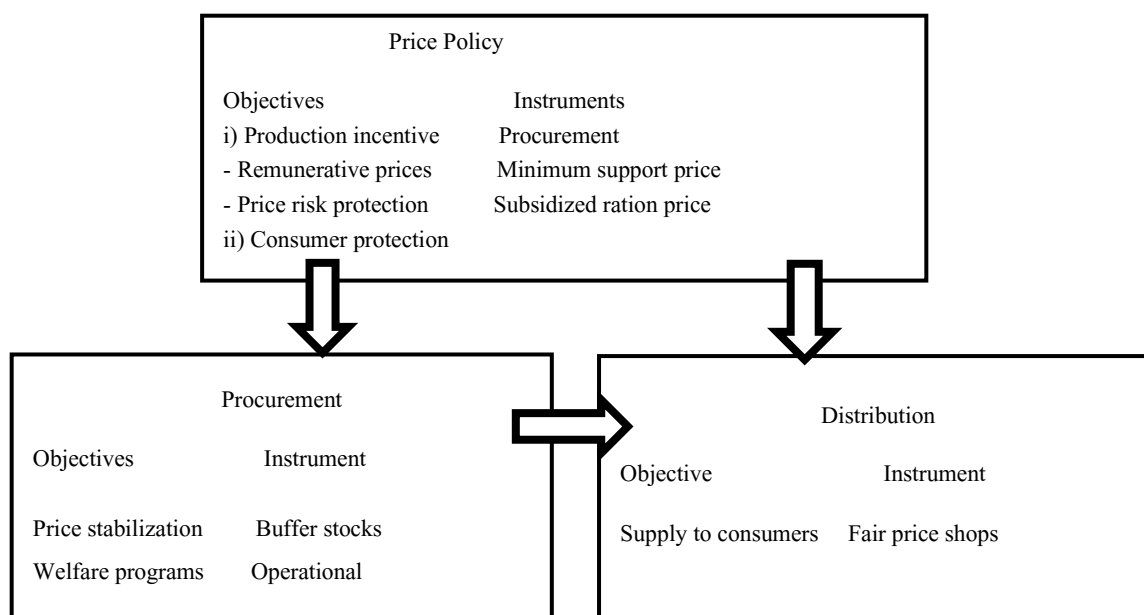 Price Policy
Objectives Instruments
i) Production incentive Procurement
- Remunerative prices Minimum support price
- Price risk protection Subsidized ration price
ii) Consumer protection
Procurement
Objectives Instrument
Price stabilization Buffer stocks
Welfare programs Operational
Distribution
Objective Instrument
Supply to consumers Fair price shops